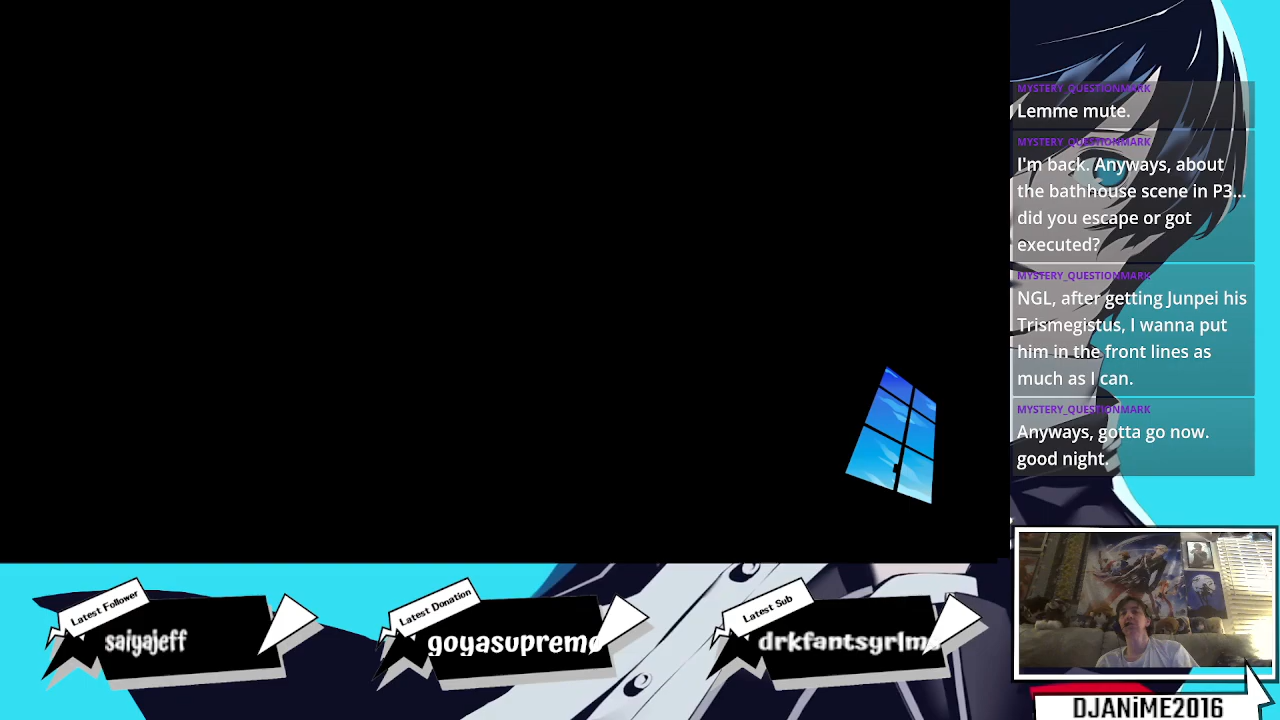 MYSTERY_QUESTIONMARK
Lemme mute.
MYSTERY_QUESTIONMARK
I'm back. Anyways, about
the bathhouse scene in P3...
did you escape or got
executed?
MYSTERY_QUESTIONMARK
NGL, after getting Junpei his
Trismegistus, I wanna put
him in the front lines as
much as I can.
MYSTERY_QUESTIONMARK
Anyways, gotta go now.
good night.
Latest Follower
saiyajeff
Latest Donation
goyasupreme
Latest Sub
DJANiME2016